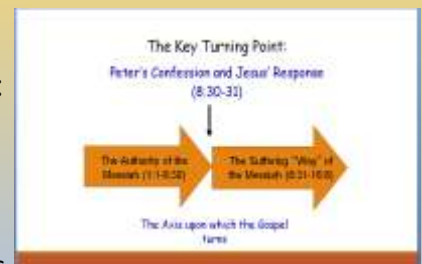 The Key Turning Point:
Peter's Confession and Jesus' Response
(8:30-31)
The Authority of the
Messiah (1:1-8:30)
The Suffering "Way" of
the Messiah (8:31-16:8)
The Axis upon which the Gospel
turns